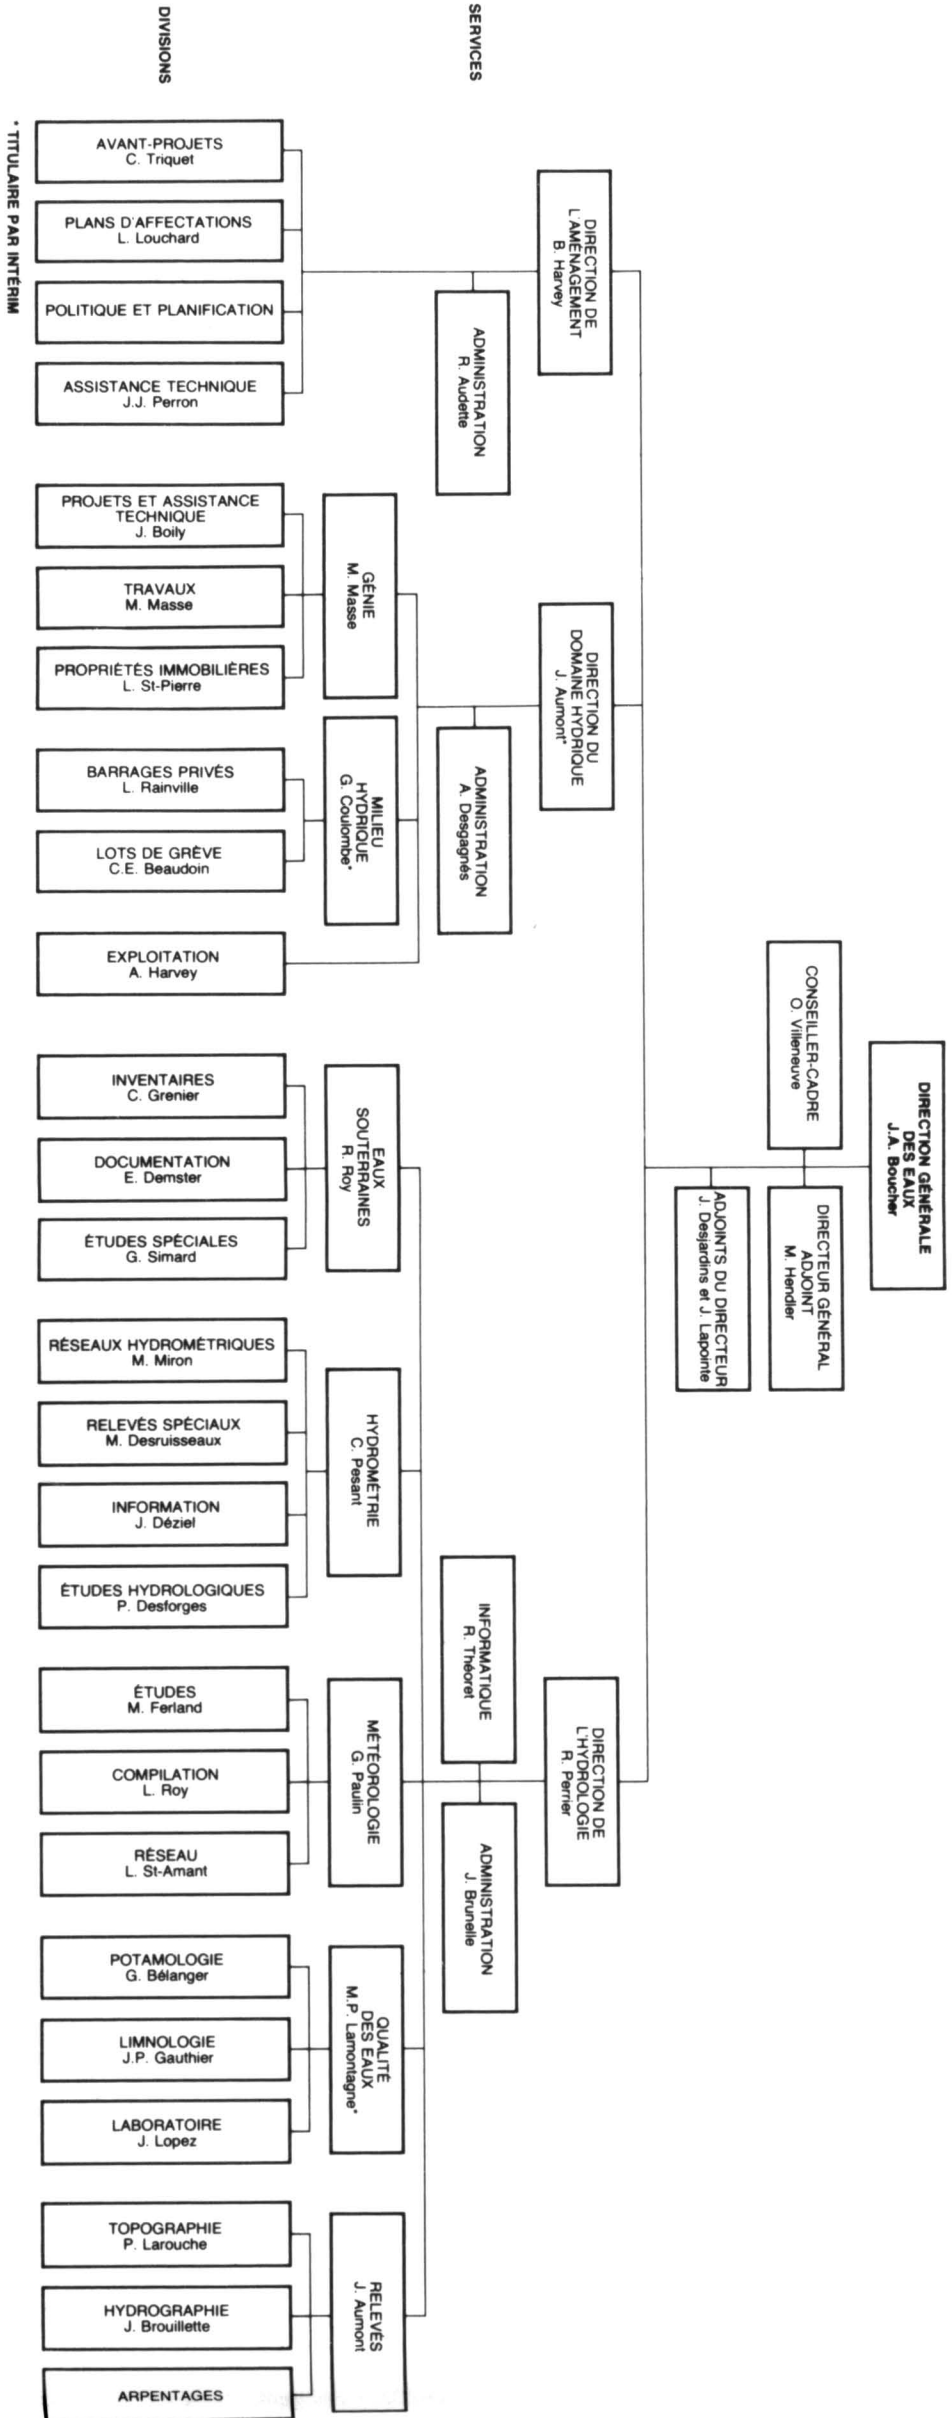 DIRECTION GÉNÉRALE
DES EAUX
J.A. Boucher
CONSEILLER-CADRE
O. Villeneuve
DIRECTEUR GÉNÉRAL
ADJOINT
M. Hendler
ADJOINTS DU DIRECTEUR
J. Desjardins et J. Lapointe
DIRECTION DE
L'AMÉNAGEMENT
B. Harvey
DIRECTION DU
DOMAINE HYDRIQUE
J. Aumont*
DIRECTION DE
L'HYDROLOGIE
R. Perrier
SERVICES
ADMINISTRATION
R. Audette
ADMINISTRATION
A. Desgagnés
INFORMATIQUE
R. Théoret
ADMINISTRATION
J. Brunelle
GÉNIE
M. Masse
MILIEU
HYDRIQUE
G. Coulombe*
EAUX
SOUTERRAINES
R. Roy
HYDROMÉTRIE
C. Pesant
MÉTÉOROLOGIE
G. Paulin
QUALITÉ
DES EAUX
M.P. Lamontagne*
RELEVÉS
J. Aumont
DIVISIONS
AVANT-PROJETS
C. Triquet
PLANS D'AFFECTATIONS
L. Louchard
POLITIQUE ET PLANIFICATION
ASSISTANCE TECHNIQUE
J.J. Perron
PROJETS ET ASSISTANCE
TECHNIQUE
J. Boily
TRAVAUX
M. Masse
PROPRIÉTÉS IMMOBILIÈRES
L. St-Pierre
BARRAGES PRIVÉS
L. Rainville
LOTS DE GRÈVE
C.E. Beaudoin
EXPLOITATION
A. Harvey
INVENTAIRES
C. Grenier
DOCUMENTATION
E. Demster
ÉTUDES SPÉCIALES
G. Simard
RÉSEAUX HYDROMÉTRIQUES
M. Miron
RELEVÉS SPÉCIAUX
M. Desruisseaux
INFORMATION
J. Déziel
ÉTUDES HYDROLOGIQUES
P. Desforges
ÉTUDES
M. Ferland
COMPILATION
L. Roy
RÉSEAU
L. St-Amant
POTAMOLOGIE
G. Bélanger
LIMNOLOGIE
J.P. Gauthier
LABORATOIRE
J. Lopez
TOPOGRAPHIE
P. Larouche
HYDROGRAPHIE
J. Brouillette
ARPENTAGES
* TITULAIRE PAR INTÉRIM